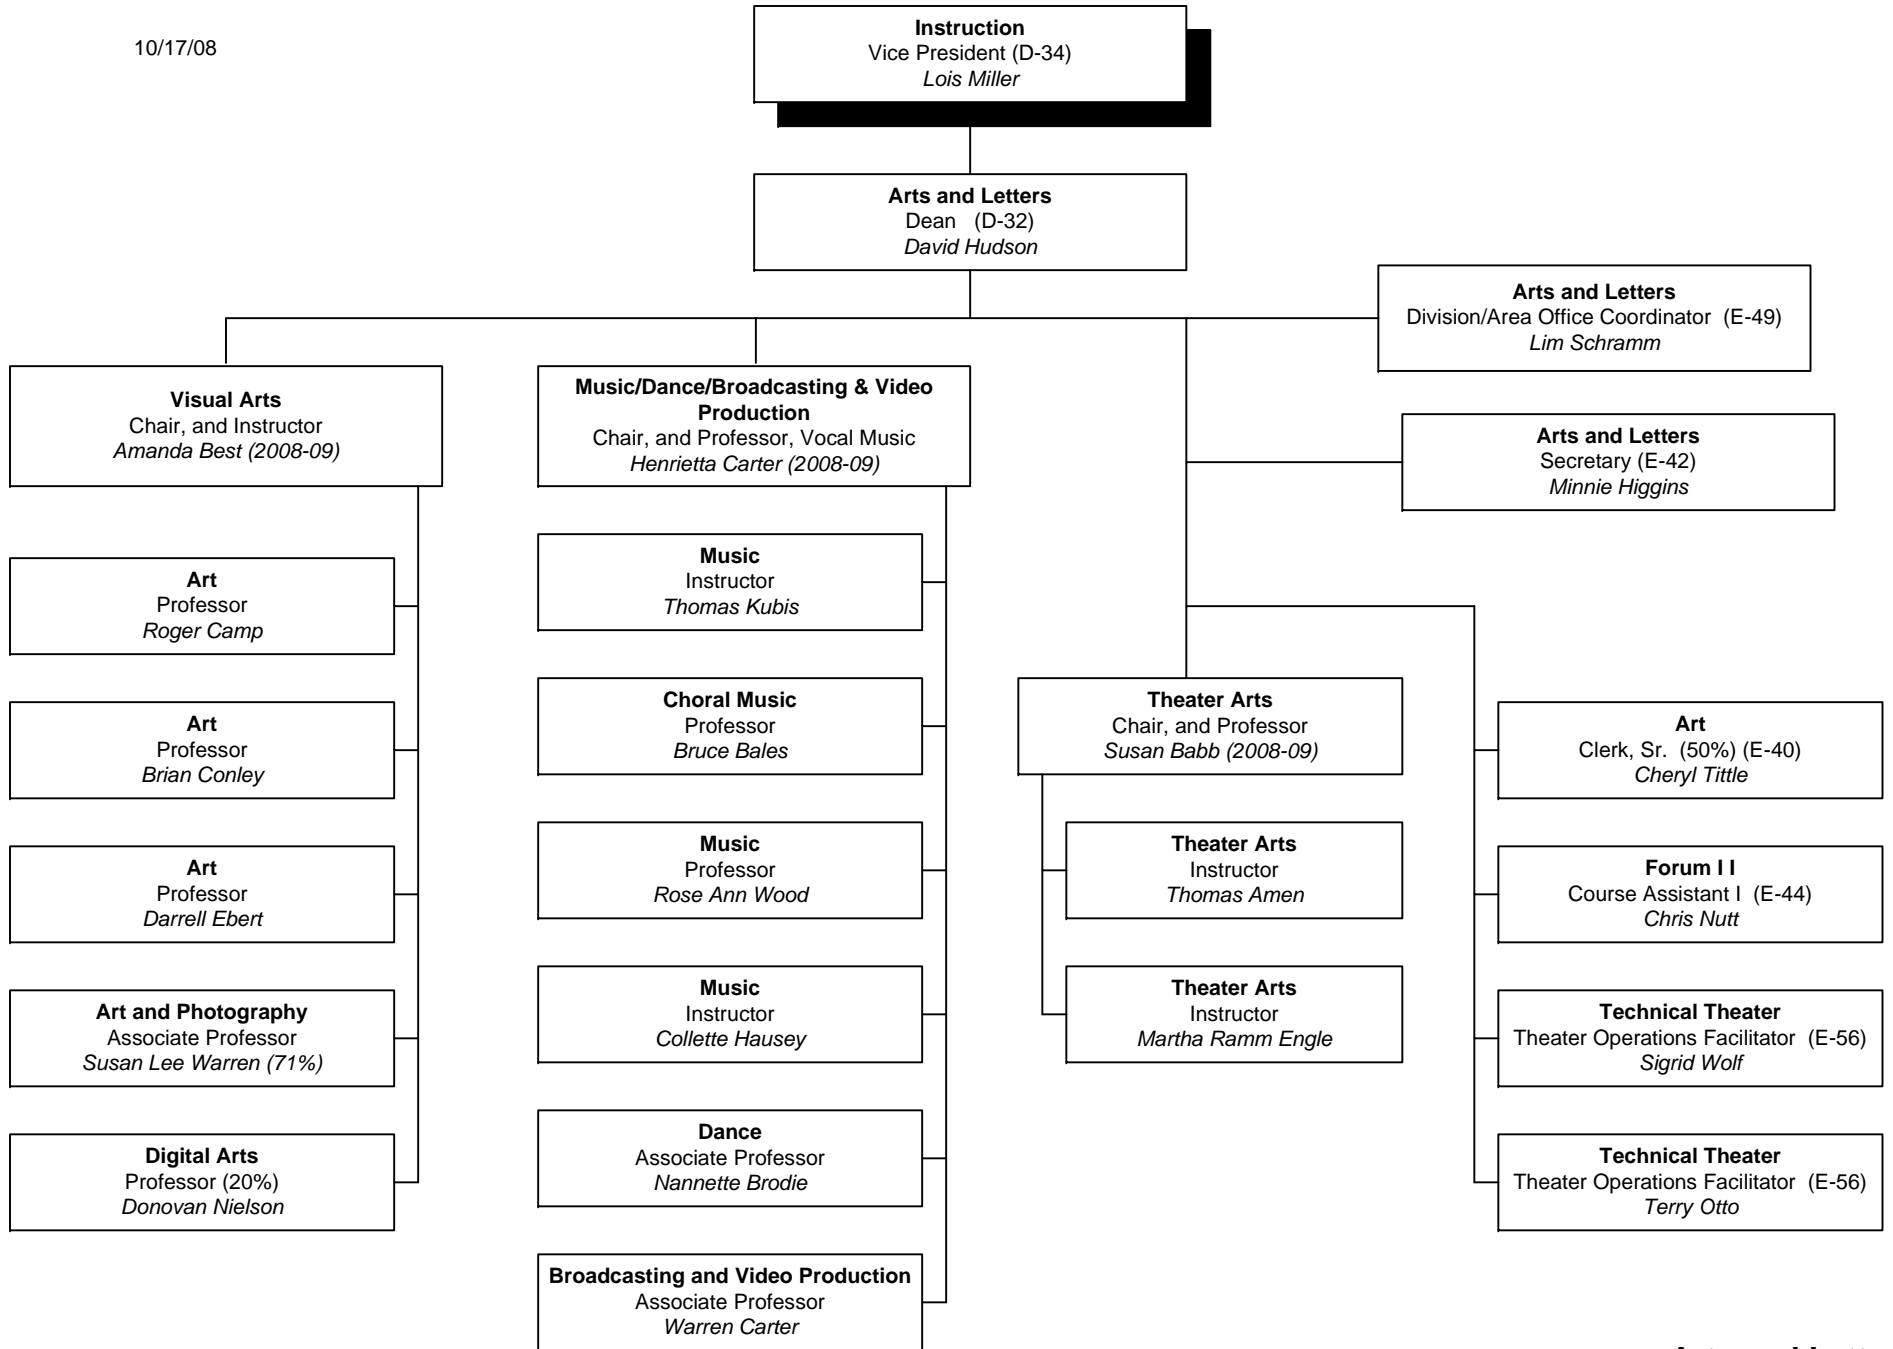 10/17/08
Instruction
Vice President (D-34)
Lois Miller
Arts and Letters
Dean (D-32)
David Hudson
Arts and Letters
Division/Area Office Coordinator (E-49)
Lim Schramm
Arts and Letters
Secretary (E-42)
Minnie Higgins
Visual Arts
Chair, and Instructor
Amanda Best (2008-09)
Art
Professor
Roger Camp
Art
Professor
Brian Conley
Art
Professor
Darrell Ebert
Art and Photography
Associate Professor
Susan Lee Warren (71%)
Digital Arts
Professor (20%)
Donovan Nielson
Music/Dance/Broadcasting & Video
Production
Chair, and Professor, Vocal Music
Henrietta Carter (2008-09)
Music
Instructor
Thomas Kubis
Choral Music
Professor
Bruce Bales
Music
Professor
Rose Ann Wood
Music
Instructor
Collette Hausey
Dance
Associate Professor
Nannette Brodie
Broadcasting and Video Production
Associate Professor
Warren Carter
Theater Arts
Chair, and Professor
Susan Babb (2008-09)
Theater Arts
Instructor
Thomas Amen
Theater Arts
Instructor
Martha Ramm Engle
Art
Clerk, Sr. (50%) (E-40)
Cheryl Tittle
Forum I I
Course Assistant I (E-44)
Chris Nutt
Technical Theater
Theater Operations Facilitator (E-56)
Sigrid Wolf
Technical Theater
Theater Operations Facilitator (E-56)
Terry Otto